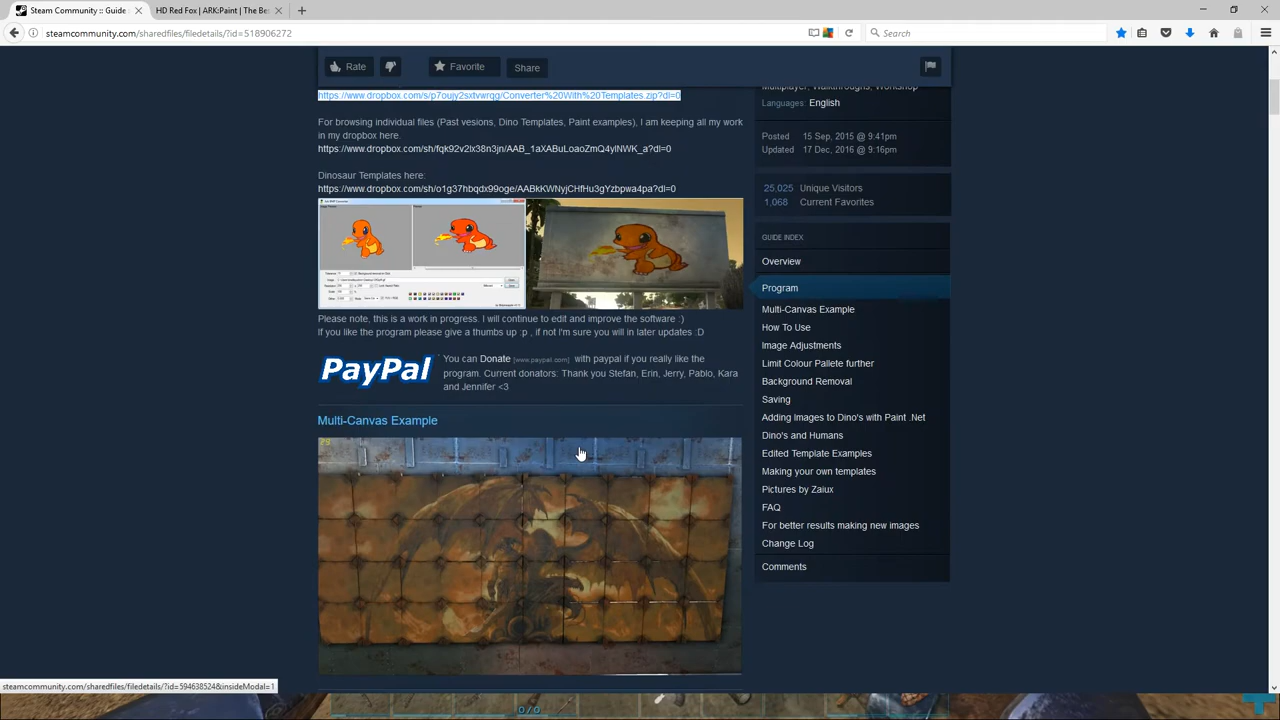 Steam Community :: Guide :
HD Red Fox | ARK:Paint | The Be
steamcommunity.com/sharedfiles/filedetails/?id=518906272
Search
Rate
Favorite
Share
https://www.dropbox.com/s/p7oujy2sxtvwrqg/Converter%20With%20Templates.zip?dl=0
Multiplayer, Walkthroughs, Workshop
Languages: English
For browsing individual files (Past vesions, Dino Templates, Paint examples), I am keeping all my work
in my dropbox here.
https://www.dropbox.com/sh/fqk92v2lx38n3jn/AAB_1aXABuLoaoZmQ4ylNWK_a?dl=0
Posted 15 Sep, 2015 @ 9:41pm
Updated 17 Dec, 2016 @ 9:16pm
Dinosaur Templates here:
https://www.dropbox.com/sh/o1g37hbqdx99oge/AABkKWNyjCHfHu3gYzbpwa4pa?dl=0
25,025 Unique Visitors
1,068 Current Favorites
GUIDE INDEX
Overview
Program
Multi-Canvas Example
How To Use
Image Adjustments
Limit Colour Pallete further
Background Removal
Saving
Adding Images to Dino's with Paint .Net
Dino's and Humans
Edited Template Examples
Making your own templates
Pictures by Zaiux
FAQ
For better results making new images
Change Log
Comments
Please note, this is a work in progress. I will continue to edit and improve the software :)
If you like the program please give a thumbs up :p , if not I'm sure you will in later updates :D
PayPal
You can Donate [www.paypal.com] with paypal if you really like the
program. Current donators: Thank you Stefan, Erin, Jerry, Pablo, Kara
and Jennifer <3
Multi-Canvas Example
steamcommunity.com/sharedfiles/filedetails/?id=594638524&insideModal=1
0 / 0